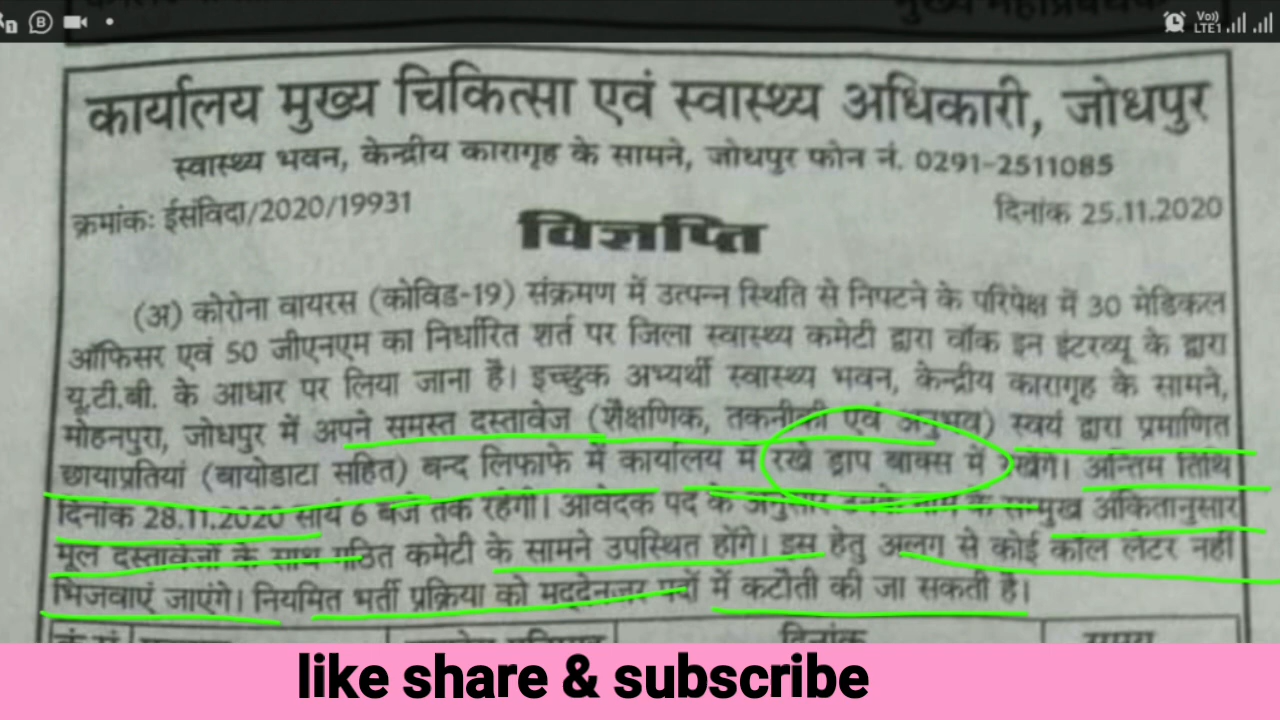 B
Vo))
LTE1
कार्यालय मुख्य चिकित्सा एवं स्वास्थ्य अधिकारी, जोधपुर
स्वास्थ्य भवन, केन्द्रीय कारागृह के सामने, जोधपुर फोन नं. 0291-2511085
क्रमांकः ईसंविदा/2020/19931 दिनांक 25.11.2020
विज्ञप्ति
(अ) कोरोना वायरस (कोविड-19) संक्रमण में उत्पन्न स्थिति से निपटने के परिपेक्ष में 30 मेडिकल
ऑफिसर एवं 50 जीएनएम का निर्धारित शर्त पर जिला स्वास्थ्य कमेटी द्वारा वॉक इन इंटरव्यू के द्वारा
यू.टी.बी. के आधार पर लिया जाना है। इच्छुक अभ्यर्थी स्वास्थ्य भवन, केन्द्रीय कारागृह के सामने,
मोहनपुरा, जोधपुर में अपने समस्त दस्तावेज (शैक्षणिक, तकनीकी एवं अनुभव) स्वयं द्वारा प्रमाणित
छायाप्रतियां (बायोडाटा सहित) बन्द लिफाफे में कार्यालय में रखे ड्राप बाक्स में रखेंगे। अन्तिम तिथि
दिनांक 28.11.2020 सायं 6 बजे तक रहेगी। आवेदक पद के अनुसार उनके नाम के सम्मुख अंकितानुसार
मूल दस्तावेजों के साथ गठित कमेटी के सामने उपस्थित होंगे। इस हेतु अलग से कोई कॉल लेटर नहीं
भिजवाएं जाएंगे। नियमित भर्ती प्रक्रिया को मद्देनजर पदों में कटौती की जा सकती है।
दिनांक
like share & subscribe